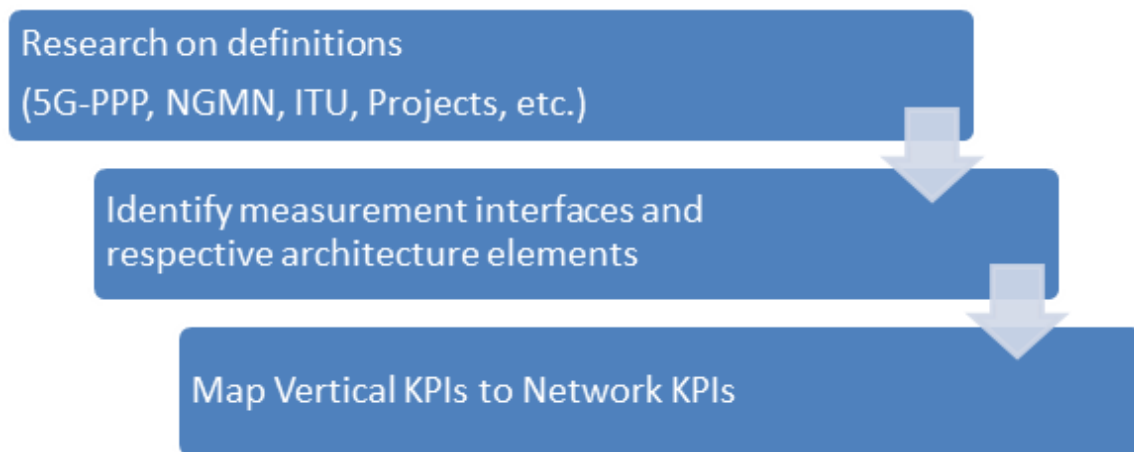 Research on definitions
(5G-PPP, NGMN, ITU, Projects, etc.)
Identify measurement interfaces and
respective architecture elements
Map Vertical KPIs to Network KPIs